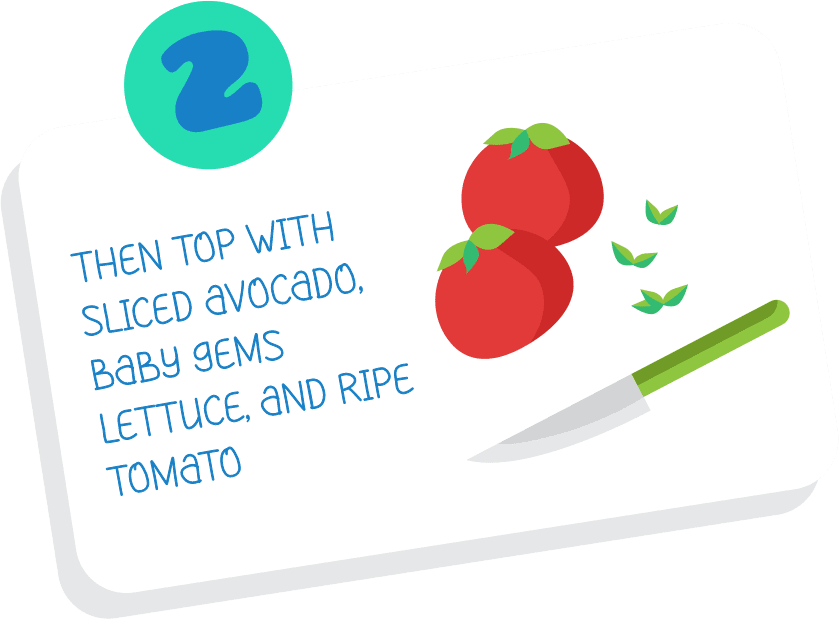 2
THEN TOP WITH
SLICED AVOCADO,
BABY GEMS
LETTUCE, AND RIPE
TOMATO